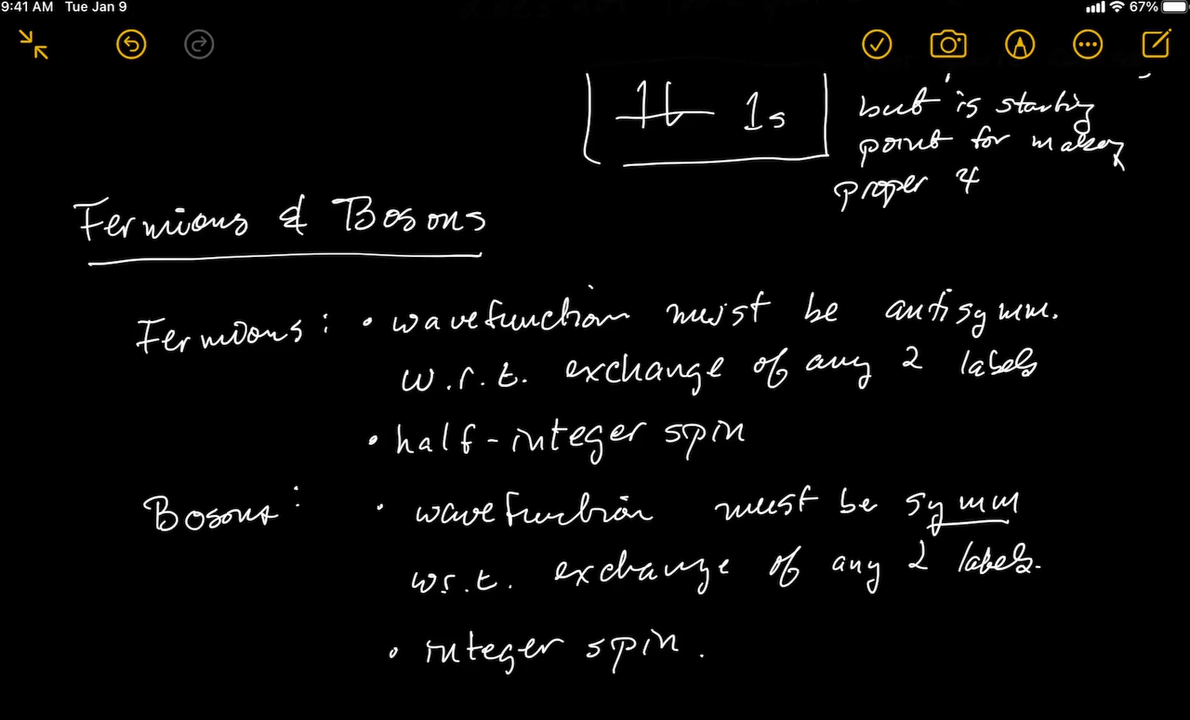 9:41 AM Tue Jan 9
67%
1s
but is starting
point for making
proper Ψ
Fermions & Bosons
Fermions: • wavefunction must be antisymm.
w.r.t. exchange of any 2 labels
• half-integer spin
Bosons: • wavefunction must be symm
w.r.t. exchange of any 2 labels.
• integer spin.